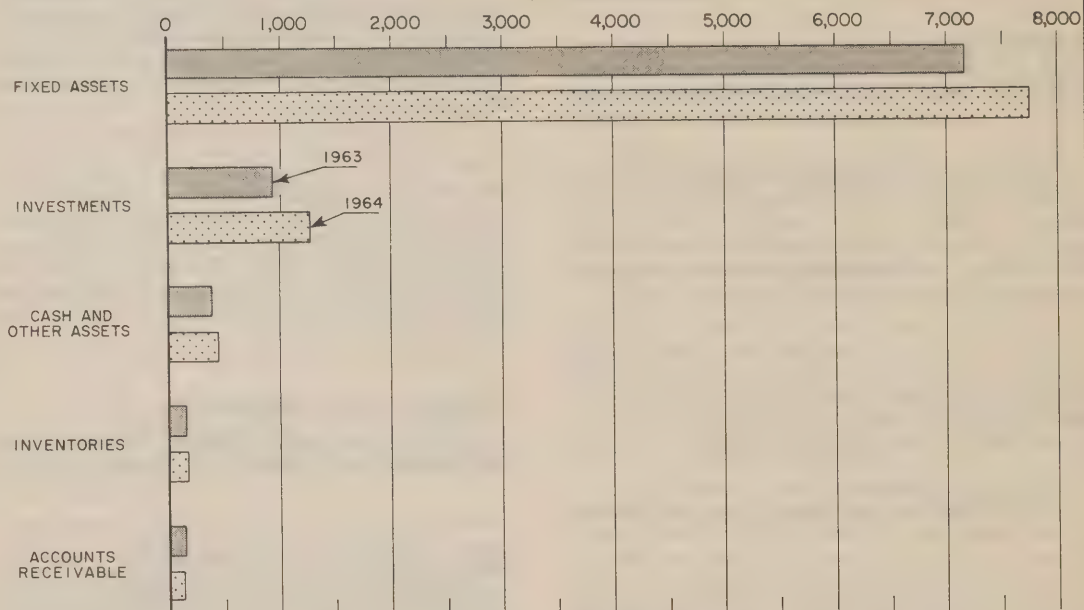 0 1,000 2,000 3,000 4,000 5,000 6,000 7,000 8,000
FIXED ASSETS
1963
INVESTMENTS
1964
CASH AND
OTHER ASSETS
INVENTORIES
ACCOUNTS
RECEIVABLE